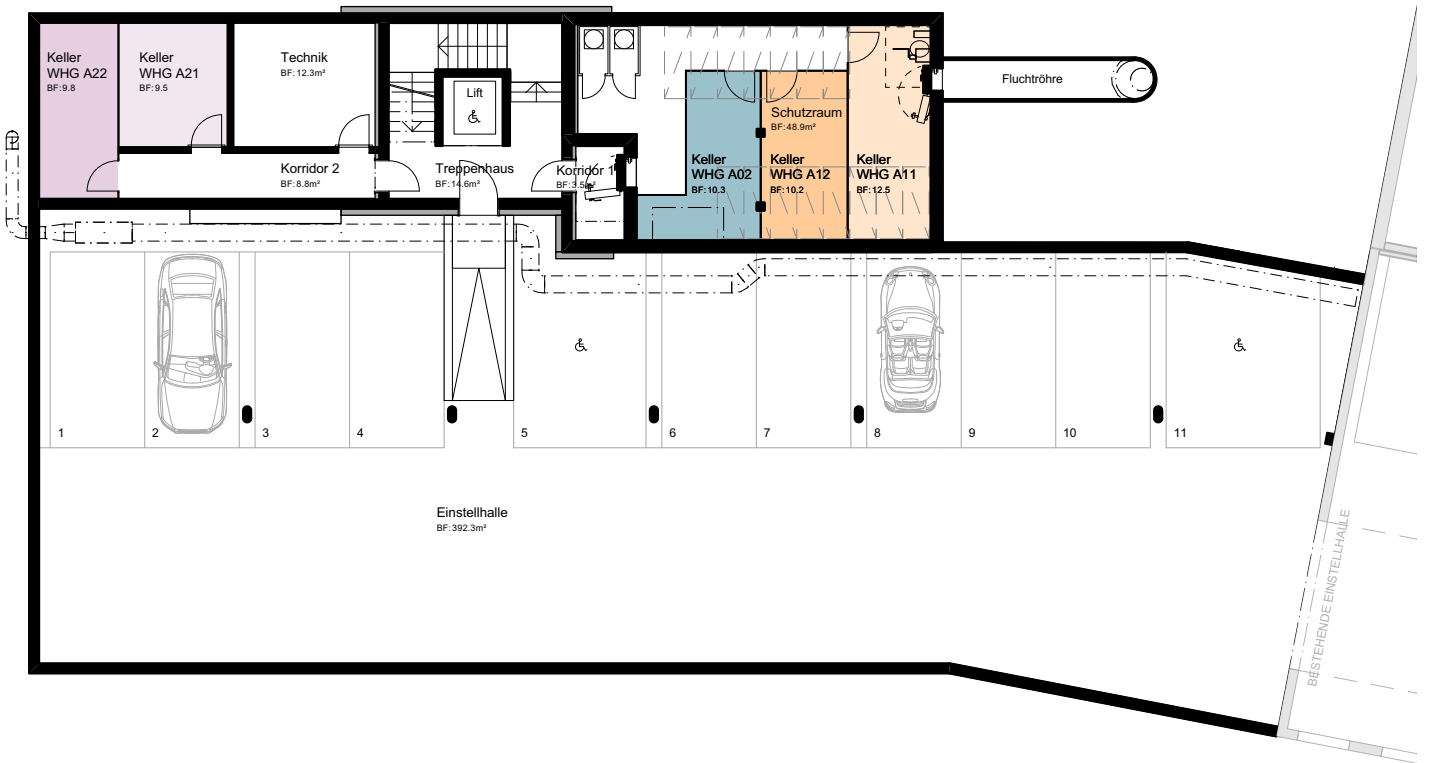 Keller
WHG A22
BF:9.8
Keller
WHG A21
BF:9.5
Technik
BF:12.3m²
Lift
Fluchtröhre
Schutzraum
BF:48.9m²
Korridor 2
BF:8.8m²
Treppenhaus
BF:14.6m²
Korridor 1
BF:3.5
Keller
WHG A02
BF:10.3
Keller
WHG A12
BF:10.2
Keller
WHG A11
BF:12.5
1
2
3
4
5
6
7
8
9
10
11
Einstellhalle
BF:392.3m²
BESTEHENDE EINSTELLHALLE